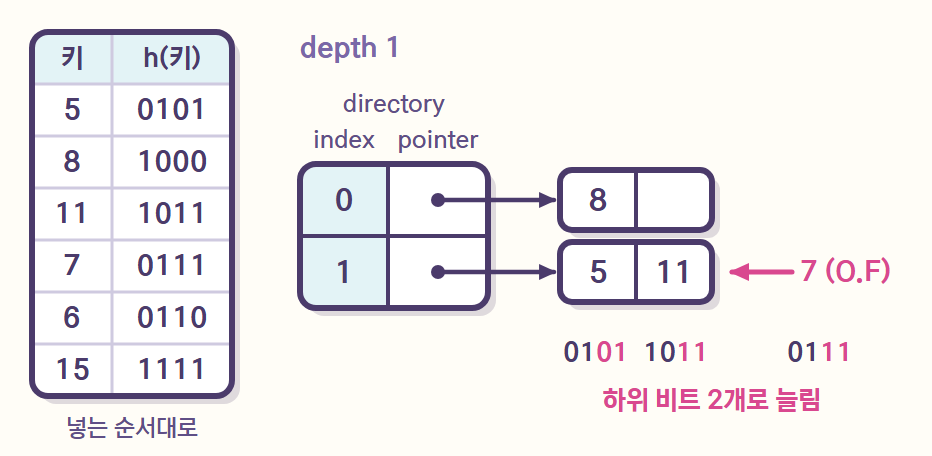 키 h(키)
5 0101
8 1000
11 1011
7 0111
6 0110
15 1111
넣는 순서대로
depth 1
directory
index pointer
0
8
1
5 11
7 (O.F)
0101 1011 0111
하위 비트 2개로 늘림